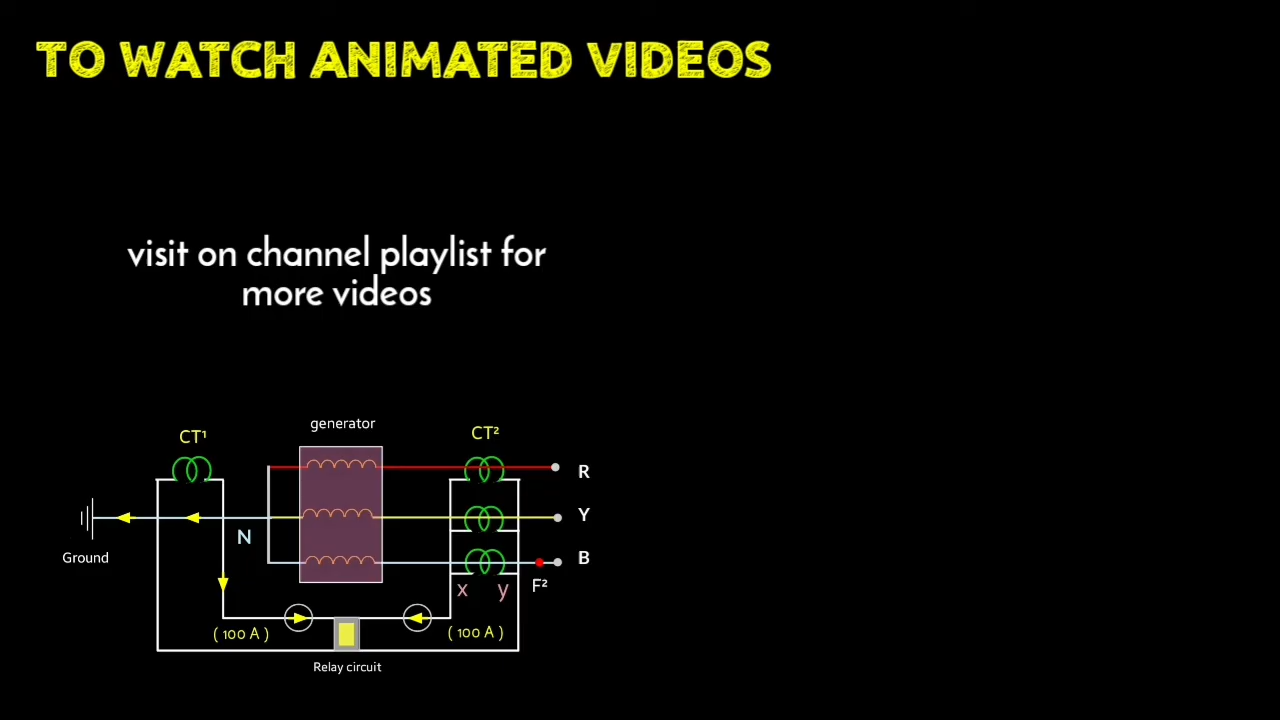 TO WATCH ANIMATED VIDEOS
visit on channel playlist for
more videos
generator
CT¹
CT²
R
Y
N
B
Ground
x y F²
( 100 A ) ( 100 A )
Relay circuit